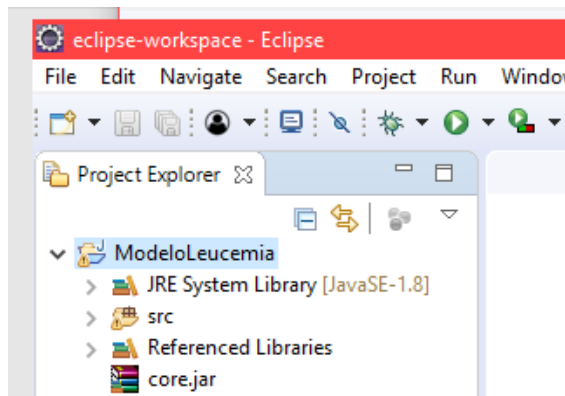 eclipse-workspace - Eclipse
File Edit Navigate Search Project Run
Project Explorer
ModeloLeucemia
JRE System Library [JavaSE-1.8]
src
Referenced Libraries
core.jar